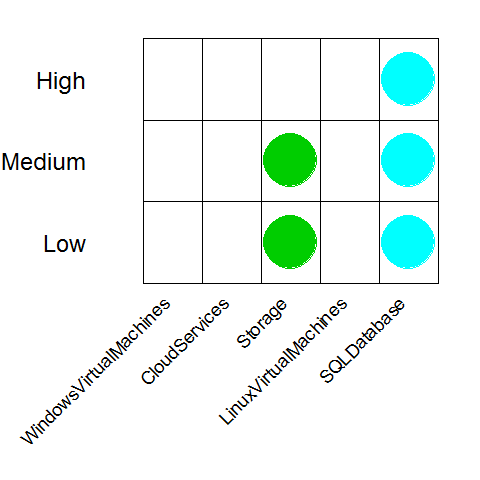 High
Medium
Low
WindowsVirtualMachines
CloudServices
Storage
LinuxVirtualMachines
SQLDatabase